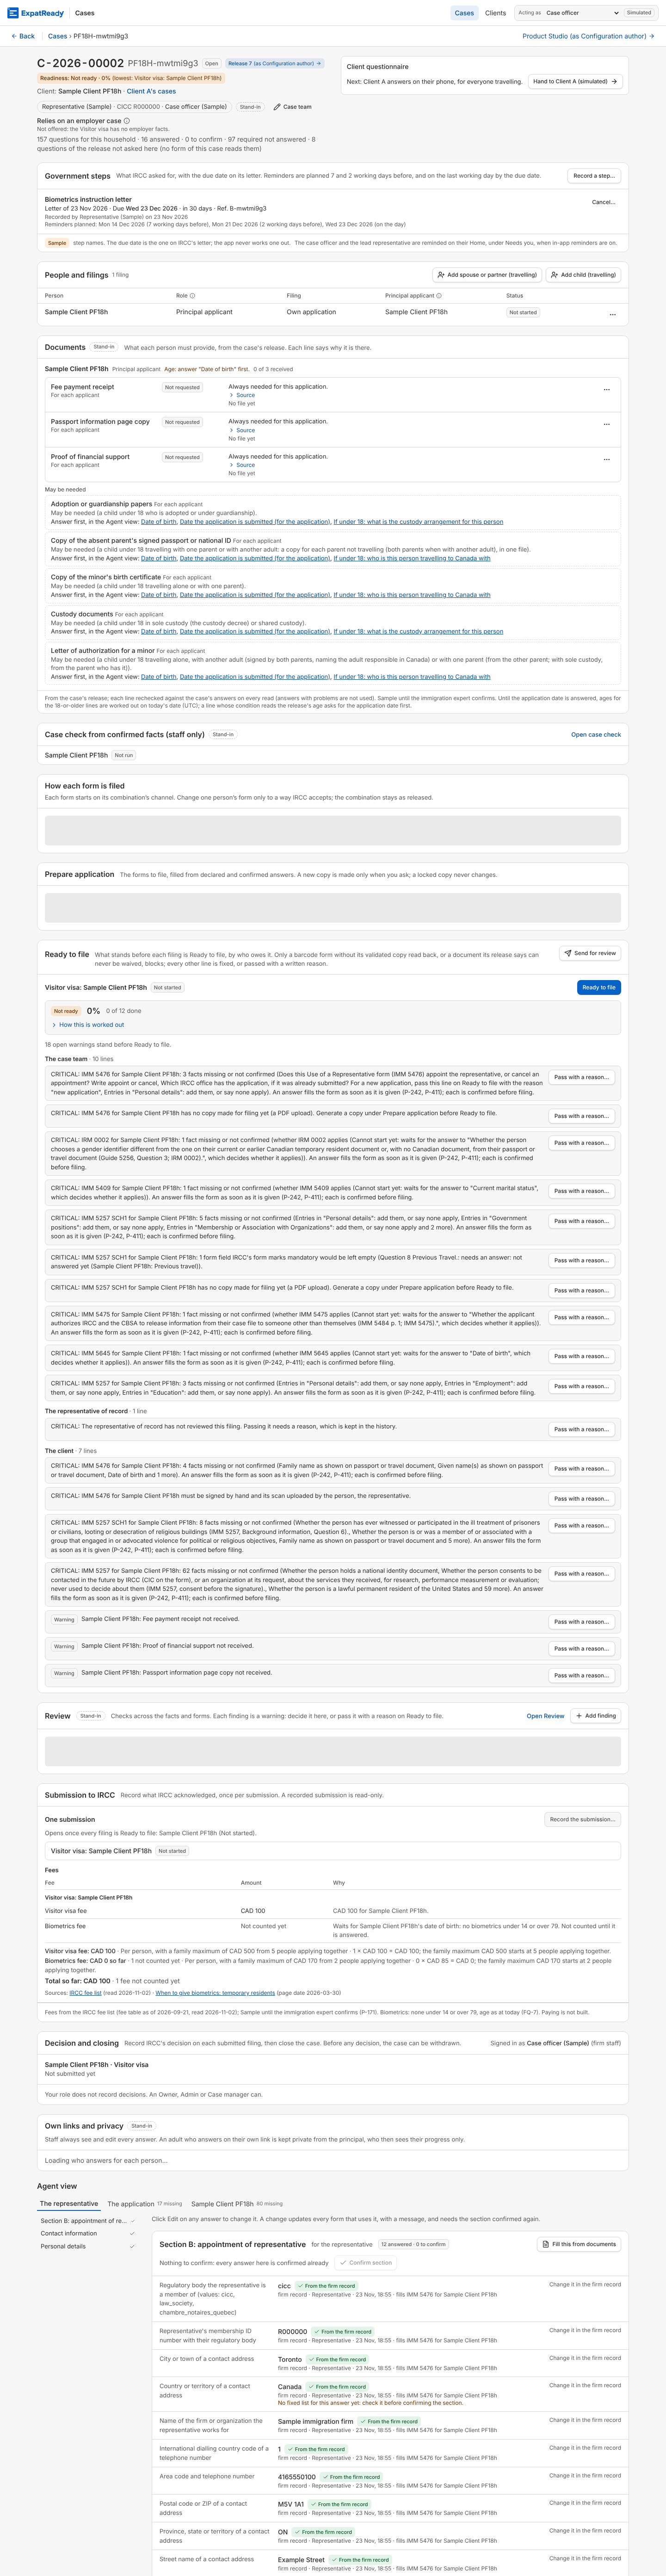 ExpatReady
Cases
Cases
Clients
Acting as Case officer
Simulated
← Back
Cases › PF18H-mwtmi9g3
Product Studio (as Configuration author) →
C-2026-00002 PF18H-mwtmi9g3 Open Release 7 (as Configuration author) →
Readiness: Not ready · 0% (lowest: Visitor visa: Sample Client PF18H)
Client: Sample Client PF18H · Client A's cases
Representative (Sample) · CICC R000000 · Case officer (Sample) Stand-in Case team
Relies on an employer case
Not offered: the Visitor visa has no employer facts.
157 questions for this household · 16 answered · 0 to confirm · 97 required not answered · 8
questions of the release not asked here (no form of this case reads them)
Client questionnaire
Next: Client A answers on their phone, for everyone travelling.
Hand to Client A (simulated) →
Government steps What IRCC asked for, with the due date on its letter. Reminders are planned 7 and 2 working days before, and on the last working day by the due date.
Record a step...
Biometrics instruction letter
Letter of 23 Nov 2026 · Due Wed 23 Dec 2026 · in 30 days · Ref. B-mwtmi9g3
Recorded by Representative (Sample) on 23 Nov 2026
Reminders planned: Mon 14 Dec 2026 (7 working days before), Mon 21 Dec 2026 (2 working days before), Wed 23 Dec 2026 (on the day)
Cancel...
Sample step names. The due date is the one on IRCC's letter; the app never works one out. The case officer and the lead representative are reminded on their Home, under Needs you, when in-app reminders are on.
People and filings 1 filing
Add spouse or partner (travelling)
Add child (travelling)
Person Role Filing Principal applicant Status
Sample Client PF18H Principal applicant Own application Sample Client PF18H Not started ...
Documents Stand-in What each person must provide, from the case's release. Each line says why it is there.
Sample Client PF18H Principal applicant Age: answer "Date of birth" first. 0 of 3 received
Fee payment receipt
For each applicant
Not requested
Always needed for this application.
› Source
No file yet
...
Passport information page copy
For each applicant
Not requested
Always needed for this application.
› Source
No file yet
...
Proof of financial support
For each applicant
Not requested
Always needed for this application.
› Source
No file yet
...
May be needed
Adoption or guardianship papers For each applicant
May be needed (a child under 18 who is adopted or under guardianship).
Answer first, in the Agent view: Date of birth, Date the application is submitted (for the application), If under 18: what is the custody arrangement for this person
Copy of the absent parent's signed passport or national ID For each applicant
May be needed (a child under 18 travelling with one parent or with another adult: a copy for each parent not travelling (both parents when with another adult), in one file).
Answer first, in the Agent view: Date of birth, Date the application is submitted (for the application), If under 18: who is this person travelling to Canada with
Copy of the minor's birth certificate For each applicant
May be needed (a child under 18 travelling alone or with one parent).
Answer first, in the Agent view: Date of birth, Date the application is submitted (for the application), If under 18: who is this person travelling to Canada with
Custody documents For each applicant
May be needed (a child under 18 in sole custody (the custody decree) or shared custody).
Answer first, in the Agent view: Date of birth, Date the application is submitted (for the application), If under 18: what is the custody arrangement for this person
Letter of authorization for a minor For each applicant
May be needed (a child under 18 travelling alone, with another adult (signed by both parents, naming the adult responsible in Canada) or with one parent (from the other parent; with sole custody,
from the parent who has it)).
Answer first, in the Agent view: Date of birth, Date the application is submitted (for the application), If under 18: who is this person travelling to Canada with
From the case's release; each line rechecked against the case's answers on every read (answers with problems are not used). Sample until the immigration expert confirms. Until the application date is answered, ages for
the 18-or-older lines are worked out on today's date (UTC); a line whose condition reads the release's age asks for the application date first.
Case check from confirmed facts (staff only) Stand-in
Open case check
Sample Client PF18H Not run
How each form is filed
Each form starts on its combination's channel. Change one person's form only to a way IRCC accepts; the combination stays as released.
Prepare application The forms to file, filled from declared and confirmed answers. A new copy is made only when you ask; a locked copy never changes.
Ready to file What stands before each filing is Ready to file, by who owes it. Only a barcode form without its validated copy read back, or a document its release says can
never be waived, blocks; every other line is fixed, or passed with a written reason.
Send for review
Visitor visa: Sample Client PF18H Not started
Ready to file
Not ready 0% 0 of 12 done
› How this is worked out
18 open warnings stand before Ready to file.
The case team · 10 lines
CRITICAL: IMM 5476 for Sample Client PF18H: 3 facts missing or not confirmed (Does this Use of a Representative form (IMM 5476) appoint the representative, or cancel an
appointment? Write appoint or cancel, Which IRCC office has the application, if it was already submitted? For a new application, pass this line on Ready to file with the reason
"new application", Entries in "Personal details": add them, or say none apply). An answer fills the form as soon as it is given (P-242, P-411); each is confirmed before filing.
Pass with a reason...
CRITICAL: IMM 5476 for Sample Client PF18H has no copy made for filing yet (a PDF upload). Generate a copy under Prepare application before Ready to file.
Pass with a reason...
CRITICAL: IRM 0002 for Sample Client PF18H: 1 fact missing or not confirmed (whether IRM 0002 applies (Cannot start yet: waits for the answer to "Whether the person
chooses a gender identifier different from the one on their current or earlier Canadian temporary resident document or, with no Canadian document, from their passport or
travel document (Guide 5256, Question 3; IRM 0002).", which decides whether it applies)). An answer fills the form as soon as it is given (P-242, P-411); each is confirmed
before filing.
Pass with a reason...
CRITICAL: IMM 5409 for Sample Client PF18H: 1 fact missing or not confirmed (whether IMM 5409 applies (Cannot start yet: waits for the answer to "Current marital status",
which decides whether it applies)). An answer fills the form as soon as it is given (P-242, P-411); each is confirmed before filing.
Pass with a reason...
CRITICAL: IMM 5257 SCH1 for Sample Client PF18H: 5 facts missing or not confirmed (Entries in "Personal details": add them, or say none apply, Entries in "Government
positions": add them, or say none apply, Entries in "Membership or Association with Organizations": add them, or say none apply and 2 more). An answer fills the form as
soon as it is given (P-242, P-411); each is confirmed before filing.
Pass with a reason...
CRITICAL: IMM 5257 SCH1 for Sample Client PF18H: 1 form field IRCC's form marks mandatory would be left empty (Question 8 Previous Travel.: needs an answer: not
answered yet (Sample Client PF18H: Previous travel)).
Pass with a reason...
CRITICAL: IMM 5257 SCH1 for Sample Client PF18H has no copy made for filing yet (a PDF upload). Generate a copy under Prepare application before Ready to file.
Pass with a reason...
CRITICAL: IMM 5475 for Sample Client PF18H: 1 fact missing or not confirmed (whether IMM 5475 applies (Cannot start yet: waits for the answer to "Whether the applicant
authorizes IRCC and the CBSA to release information from their case file to someone other than themselves (IMM 5484 p. 1; IMM 5475).", which decides whether it applies)).
An answer fills the form as soon as it is given (P-242, P-411); each is confirmed before filing.
Pass with a reason...
CRITICAL: IMM 5645 for Sample Client PF18H: 1 fact missing or not confirmed (whether IMM 5645 applies (Cannot start yet: waits for the answer to "Date of birth", which
decides whether it applies)). An answer fills the form as soon as it is given (P-242, P-411); each is confirmed before filing.
Pass with a reason...
CRITICAL: IMM 5257 for Sample Client PF18H: 3 facts missing or not confirmed (Entries in "Personal details": add them, or say none apply, Entries in "Employment": add
them, or say none apply, Entries in "Education": add them, or say none apply). An answer fills the form as soon as it is given (P-242, P-411); each is confirmed before filing.
Pass with a reason...
The representative of record · 1 line
CRITICAL: The representative of record has not reviewed this filing. Passing it needs a reason, which is kept in the history.
Pass with a reason...
The client · 7 lines
CRITICAL: IMM 5476 for Sample Client PF18H: 4 facts missing or not confirmed (Family name as shown on passport or travel document, Given name(s) as shown on passport
or travel document, Date of birth and 1 more). An answer fills the form as soon as it is given (P-242, P-411); each is confirmed before filing.
Pass with a reason...
CRITICAL: IMM 5476 for Sample Client PF18H must be signed by hand and its scan uploaded by the person, the representative.
Pass with a reason...
CRITICAL: IMM 5257 SCH1 for Sample Client PF18H: 8 facts missing or not confirmed (Whether the person has ever witnessed or participated in the ill treatment of prisoners
or civilians, looting or desecration of religious buildings (IMM 5257, Background information, Question 6)., Whether the person is or was a member of or associated with a
group that engaged in or advocated violence for political or religious objectives, Family name as shown on passport or travel document and 5 more). An answer fills the form
as soon as it is given (P-242, P-411); each is confirmed before filing.
Pass with a reason...
CRITICAL: IMM 5257 for Sample Client PF18H: 62 facts missing or not confirmed (Whether the person holds a national identity document, Whether the person consents to be
contacted in the future by IRCC (CIC on the form), or an organization at its request, about the services they received, for research, performance measurement or evaluation;
never used to decide about them (IMM 5257, consent before the signature)., Whether the person is a lawful permanent resident of the United States and 59 more). An answer
fills the form as soon as it is given (P-242, P-411); each is confirmed before filing.
Pass with a reason...
Warning Sample Client PF18H: Fee payment receipt not received.
Pass with a reason...
Warning Sample Client PF18H: Proof of financial support not received.
Pass with a reason...
Warning Sample Client PF18H: Passport information page copy not received.
Pass with a reason...
Review Stand-in Checks across the facts and forms. Each finding is a warning: decide it here, or pass it with a reason on Ready to file.
Open Review
+ Add finding
Submission to IRCC Record what IRCC acknowledged, once per submission. A recorded submission is read-only.
One submission
Record the submission...
Opens once every filing is Ready to file: Sample Client PF18H (Not started).
Visitor visa: Sample Client PF18H Not started
Fees
Fee Amount Why
Visitor visa: Sample Client PF18H
Visitor visa fee CAD 100 CAD 100 for Sample Client PF18H.
Biometrics fee Not counted yet Waits for Sample Client PF18H's date of birth: no biometrics under 14 or over 79. Not counted until it
is answered.
Visitor visa fee: CAD 100 · Per person, with a family maximum of CAD 500 from 5 people applying together · 1 × CAD 100 = CAD 100; the family maximum CAD 500 starts at 5 people applying together.
Biometrics fee: CAD 0 so far · 1 not counted yet · Per person, with a family maximum of CAD 170 from 2 people applying together · 0 × CAD 85 = CAD 0; the family maximum CAD 170 starts at 2 people
applying together.
Total so far: CAD 100 · 1 fee not counted yet
Sources: IRCC fee list (read 2026-11-02) · When to give biometrics: temporary residents (page date 2026-03-30)
Fees from the IRCC fee list (fee table as of 2026-09-21, read 2026-11-02); Sample until the immigration expert confirms (P-171). Biometrics: none under 14 or over 79, age as at today (FQ-7). Paying is not built.
Decision and closing Record IRCC's decision on each submitted filing, then close the case. Before any decision, the case can be withdrawn.
Signed in as Case officer (Sample) (firm staff)
Sample Client PF18H · Visitor visa
Not submitted yet
Your role does not record decisions. An Owner, Admin or Case manager can.
Own links and privacy Stand-in
Staff always see and edit every answer. An adult who answers on their own link is kept private from the principal, who then sees their progress only.
Loading who answers for each person...
Agent view
The representative The application 17 missing Sample Client PF18H 80 missing
Section B: appointment of re...
Contact information
Personal details
Click Edit on any answer to change it. A change updates every form that uses it, with a message, and needs the section confirmed again.
Section B: appointment of representative for the representative 12 answered · 0 to confirm
Fill this from documents
Nothing to confirm: every answer here is confirmed already
Confirm section
Regulatory body the representative is
a member of (values: cicc,
law_society,
chambre_notaires_quebec)
cicc From the firm record
firm record · Representative · 23 Nov, 18:55 · fills IMM 5476 for Sample Client PF18H
Change it in the firm record
Representative's membership ID
number with their regulatory body
R000000 From the firm record
firm record · Representative · 23 Nov, 18:55 · fills IMM 5476 for Sample Client PF18H
Change it in the firm record
City or town of a contact address
Toronto From the firm record
firm record · Representative · 23 Nov, 18:55 · fills IMM 5476 for Sample Client PF18H
Change it in the firm record
Country or territory of a contact
address
Canada From the firm record
firm record · Representative · 23 Nov, 18:55 · fills IMM 5476 for Sample Client PF18H
No fixed list for this answer yet: check it before confirming the section.
Change it in the firm record
Name of the firm or organization the
representative works for
Sample immigration firm From the firm record
firm record · Representative · 23 Nov, 18:55 · fills IMM 5476 for Sample Client PF18H
Change it in the firm record
International dialling country code of a
telephone number
1 From the firm record
firm record · Representative · 23 Nov, 18:55 · fills IMM 5476 for Sample Client PF18H
Change it in the firm record
Area code and telephone number
4165550100 From the firm record
firm record · Representative · 23 Nov, 18:55 · fills IMM 5476 for Sample Client PF18H
Change it in the firm record
Postal code or ZIP of a contact
address
M5V 1A1 From the firm record
firm record · Representative · 23 Nov, 18:55 · fills IMM 5476 for Sample Client PF18H
Change it in the firm record
Province, state or territory of a contact
address
ON From the firm record
firm record · Representative · 23 Nov, 18:55 · fills IMM 5476 for Sample Client PF18H
Change it in the firm record
Street name of a contact address
Example Street From the firm record
firm record · Representative · 23 Nov, 18:55 · fills IMM 5476 for Sample Client PF18H
Change it in the firm record